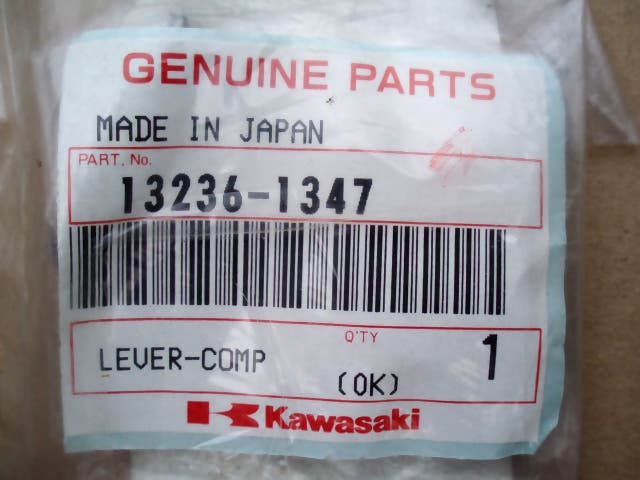 GENUINE PARTS
MADE IN JAPAN
PART. No.
13236-1347
Q'TY
LEVER-COMP
1
(OK)
Kawasaki